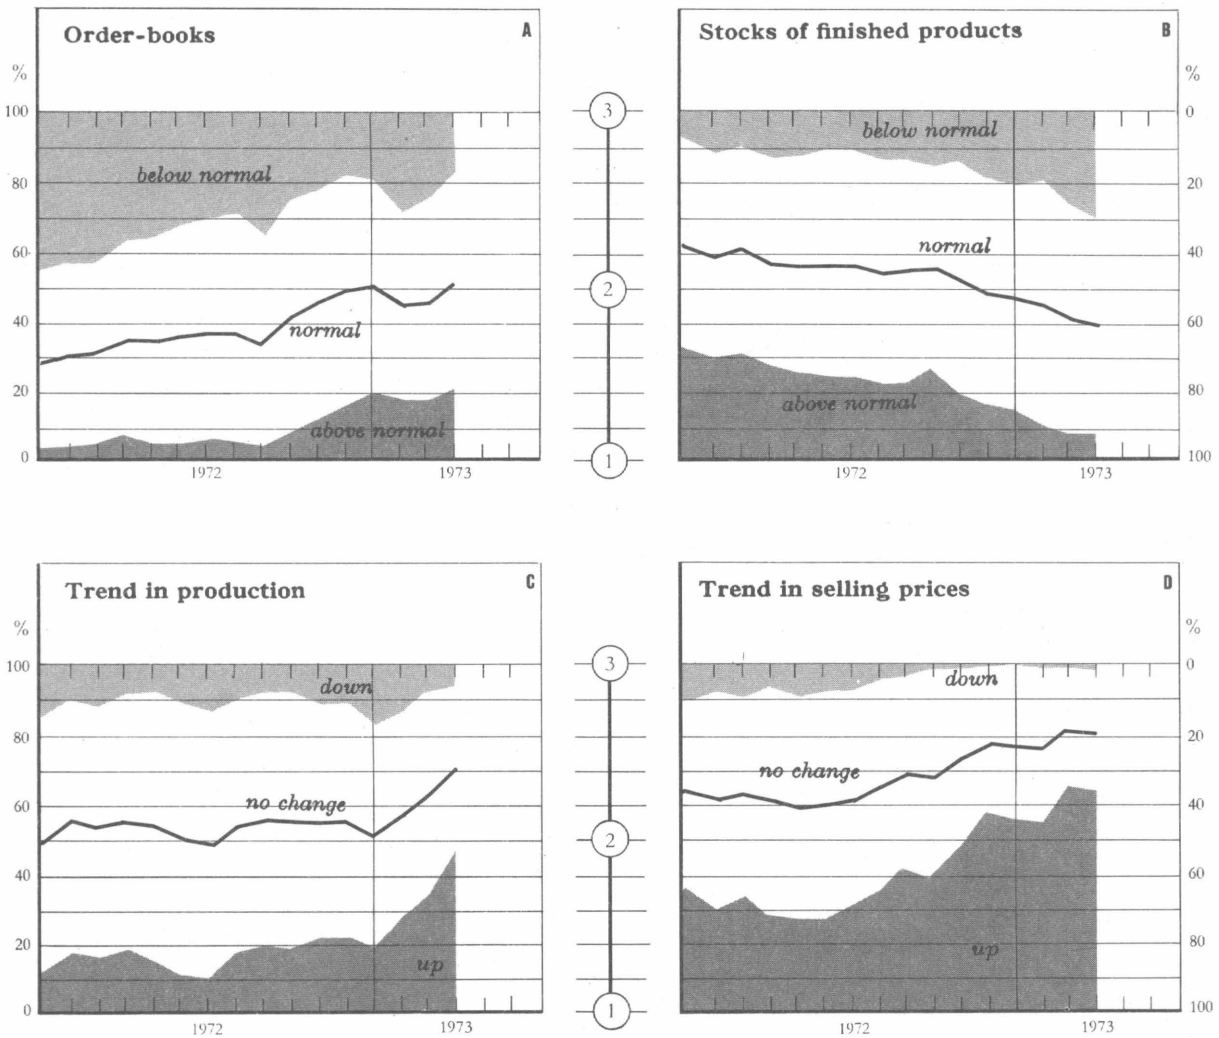 Order-books A
%
100
80
60
40
20
0
below normal
normal
above normal
1972 1973
3
2
1
Stocks of finished products B
%
0
20
40
60
80
100
below normal
normal
above normal
1972 1973
Trend in production C
%
100
80
60
40
20
0
down
no change
up
1972 1973
3
2
1
Trend in selling prices D
%
0
20
40
60
80
100
down
no change
up
1972 1973